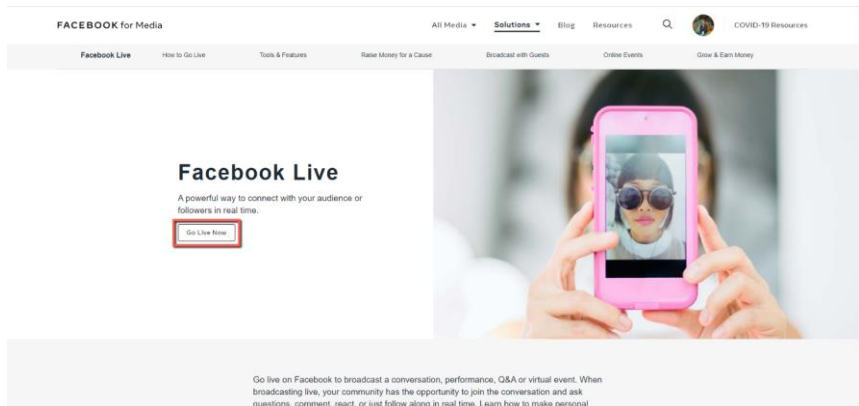 FACEBOOK for Media
All Media Solutions Blog Resources COVID-19 Resources
Facebook Live How to Go Live Tools & Features Raise Money for a Cause Broadcast with Guests Online Events Grow & Earn Money
Facebook Live
A powerful way to connect with your audience or
followers in real time.
Go Live Now
Go live on Facebook to broadcast a conversation, performance, Q&A or virtual event. When
broadcasting live, your community has the opportunity to join the conversation and ask
questions, comment, react, or just follow along in real time. Learn how to make personal